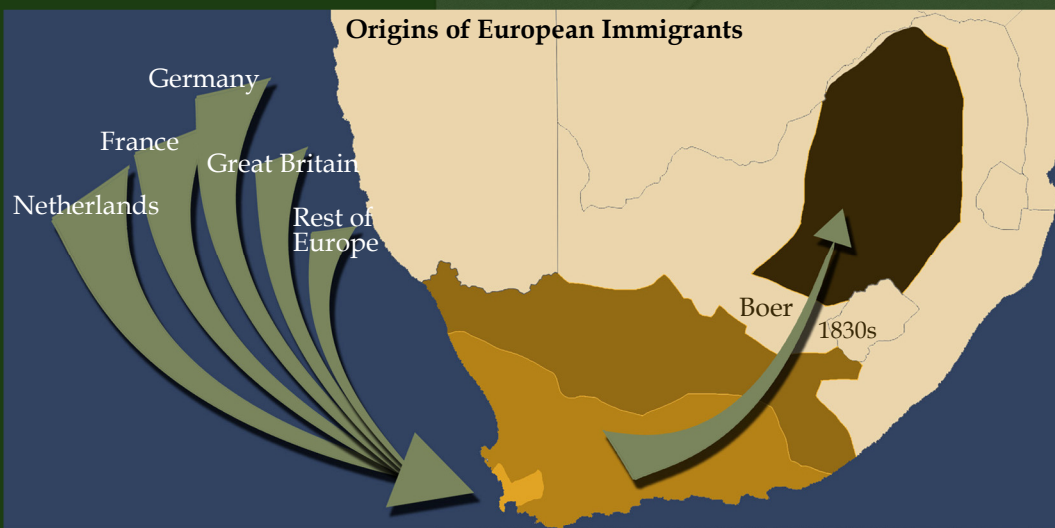 Origins of European Immigrants
Germany
France
Great Britain
Netherlands
Rest of
Europe
Boer
1830s